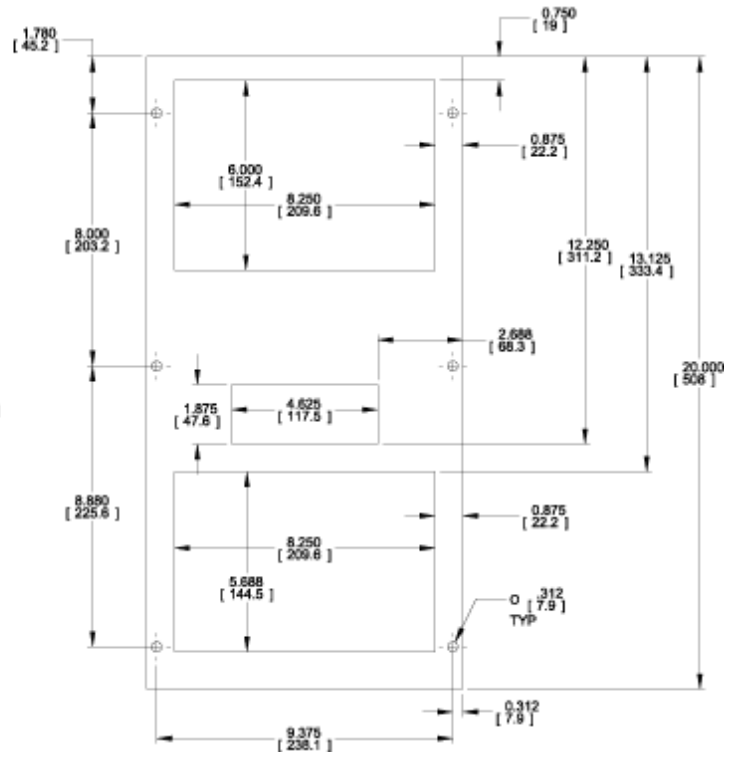 0.750
[ 19 ]
1.780
[ 45.2 ]
0.875
[ 22.2 ]
6.000
[ 152.4 ]
8.250
[ 209.6 ]
8.000
[ 203.2 ]
12.250
[ 311.2 ]
13.125
[ 333.4 ]
2.688
[ 68.3 ]
20.000
[ 508 ]
1.875
[ 47.6 ]
4.625
[ 117.5 ]
8.880
[ 225.6 ]
0.875
[ 22.2 ]
8.250
[ 209.6 ]
5.688
[ 144.5 ]
O .312
[ 7.9 ]
TYP
0.312
[ 7.9 ]
9.375
[ 238.1 ]